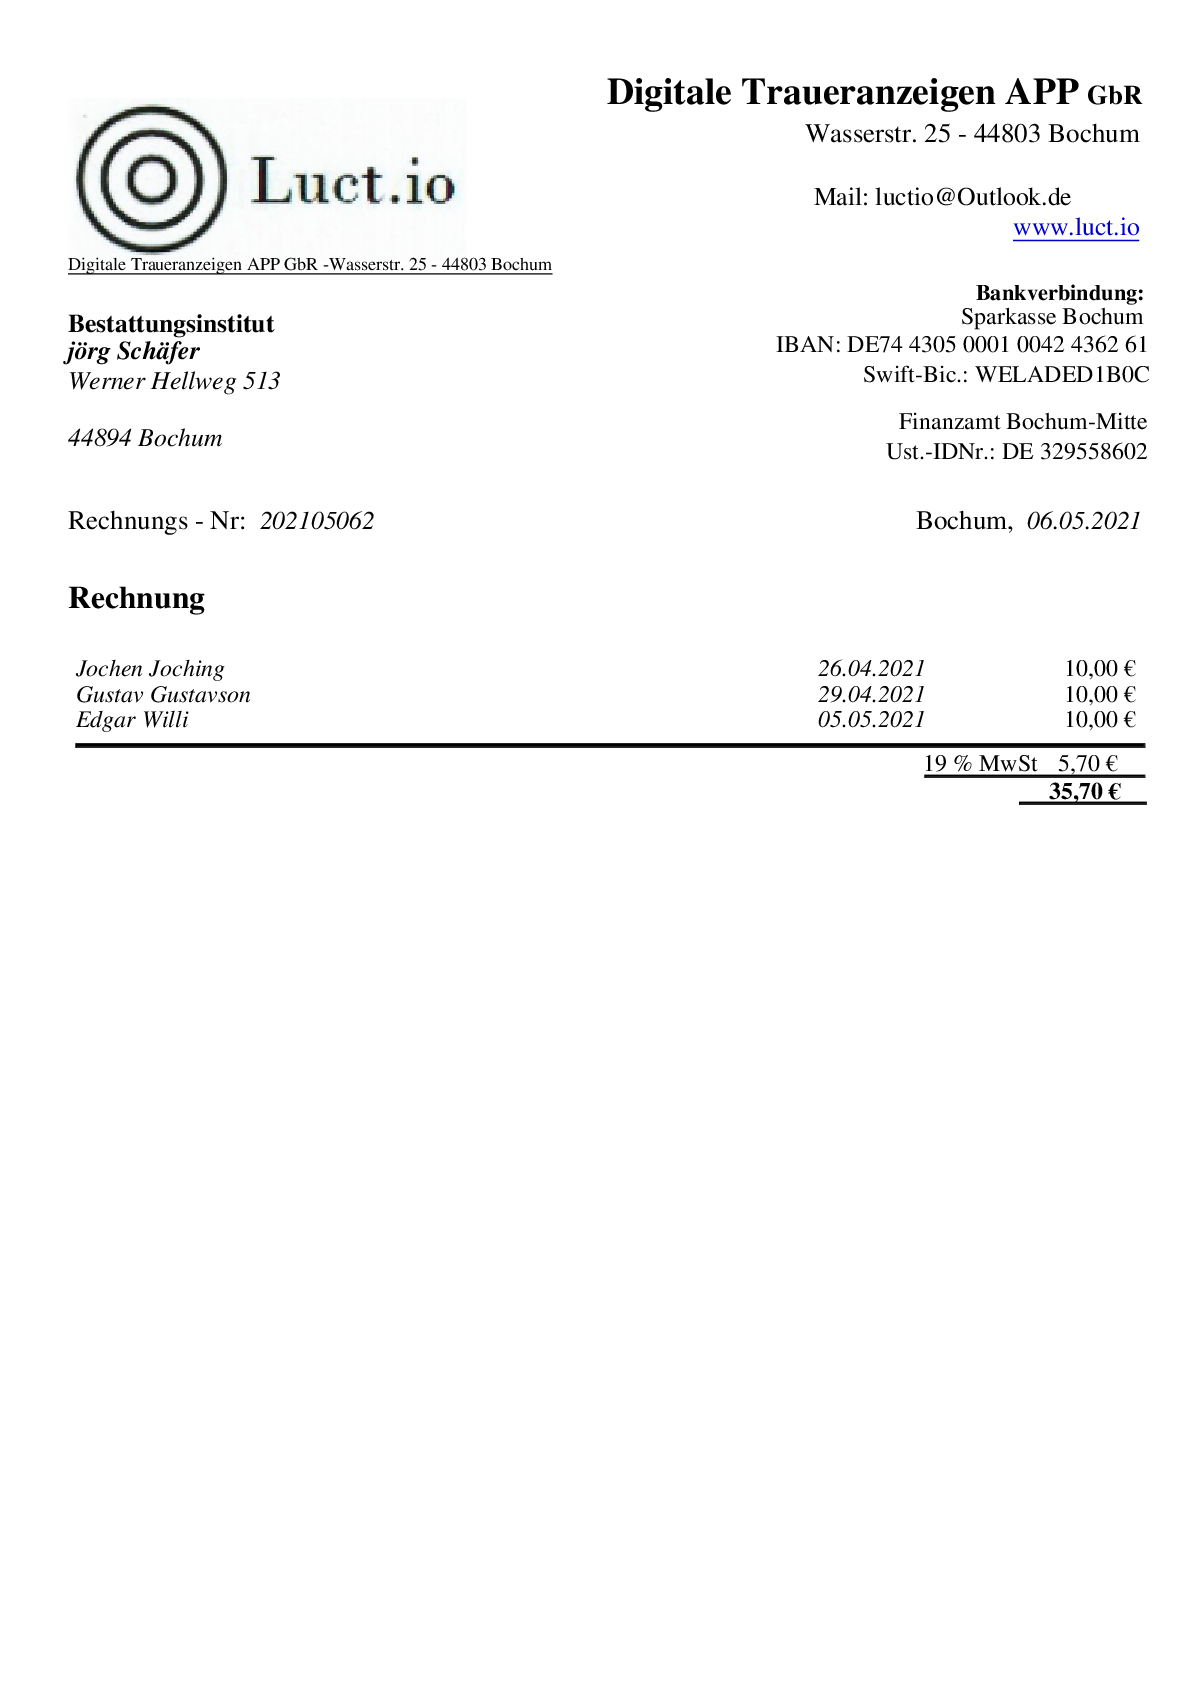 Digitale Traueranzeigen APP GbR
Wasserstr. 25 - 44803 Bochum
Luct.io
Mail: luctio@Outlook.de
www.luct.io
Digitale Traueranzeigen APP GbR -Wasserstr. 25 - 44803 Bochum
Bankverbindung:
Sparkasse Bochum
IBAN: DE74 4305 0001 0042 4362 61
Swift-Bic.: WELADED1B0C
Bestattungsinstitut
jörg Schäfer
Werner Hellweg 513
44894 Bochum
Finanzamt Bochum-Mitte
Ust.-IDNr.: DE 329558602
Rechnungs - Nr: 202105062 Bochum, 06.05.2021
Rechnung
Jochen Joching 26.04.2021 10,00 €
Gustav Gustavson 29.04.2021 10,00 €
Edgar Willi 05.05.2021 10,00 €
19 % MwSt 5,70 €
35,70 €